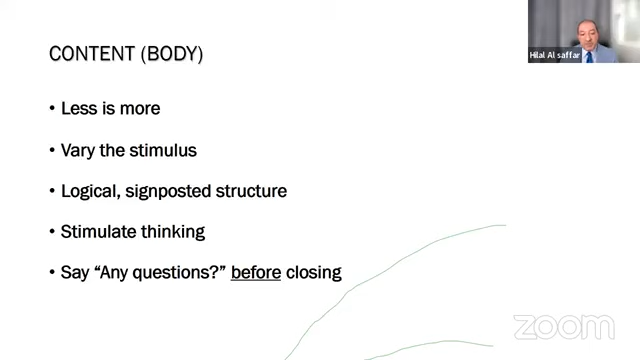 CONTENT (BODY)
Hilal Al saffar
• Less is more
• Vary the stimulus
• Logical, signposted structure
• Stimulate thinking
• Say “Any questions?” before closing
zoom